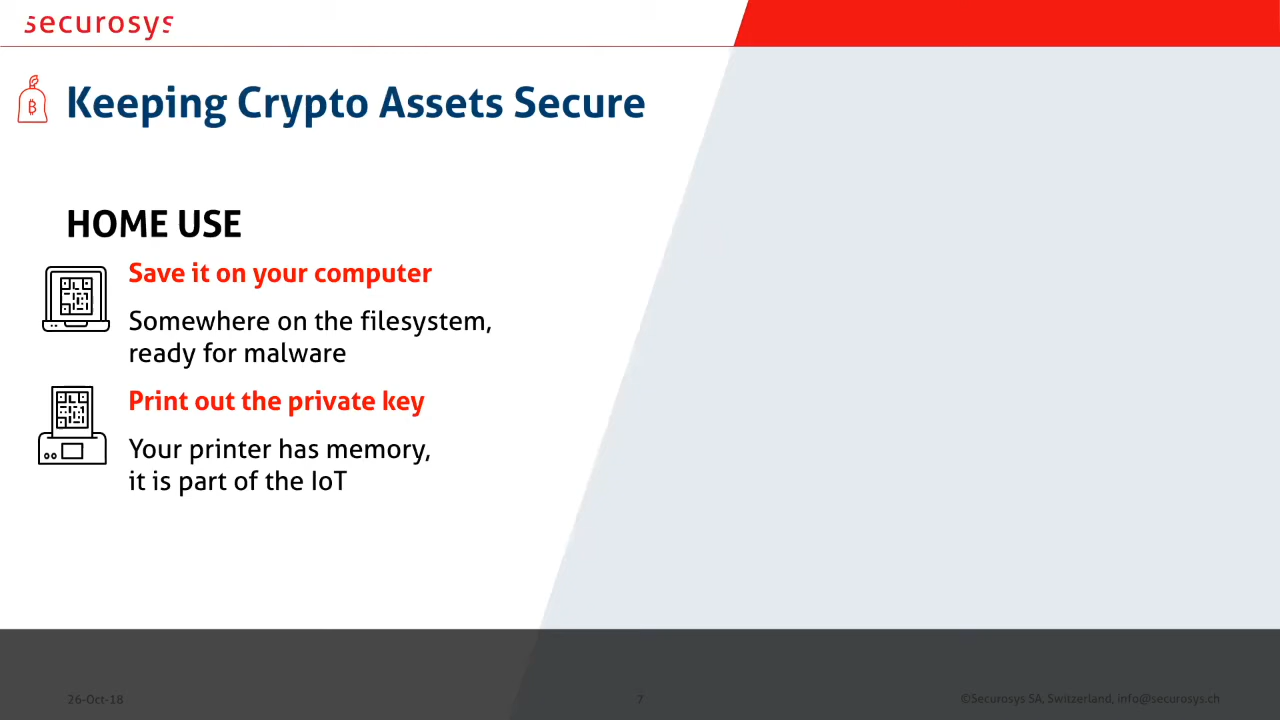 securosys
Keeping Crypto Assets Secure
HOME USE
Save it on your computer
Somewhere on the filesystem,
ready for malware
Print out the private key
Your printer has memory,
it is part of the IoT
26-Oct-18
7
©Securosys SA, Switzerland, info@securosys.ch